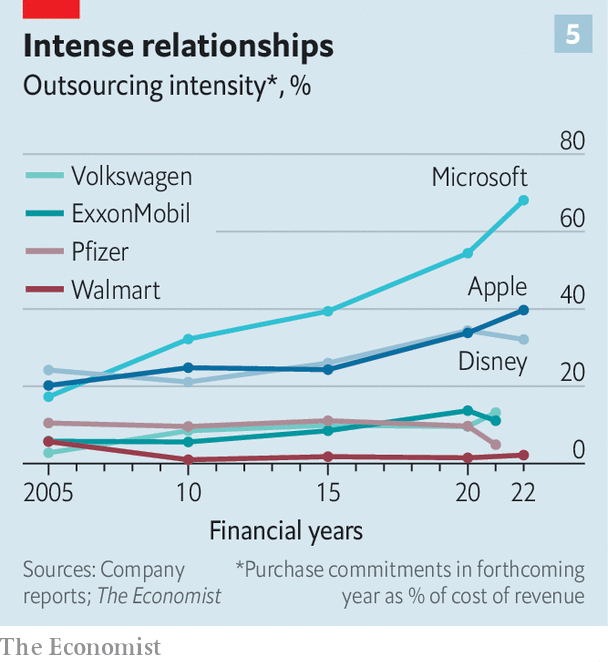 Intense relationships
5
Outsourcing intensity*, %
80
Volkswagen
Microsoft
ExxonMobil
60
Pfizer
Walmart
Apple
40
Disney
20
0
2005 10 15 20 22
Financial years
Sources: Company
reports; The Economist
*Purchase commitments in forthcoming
year as % of cost of revenue
The Economist